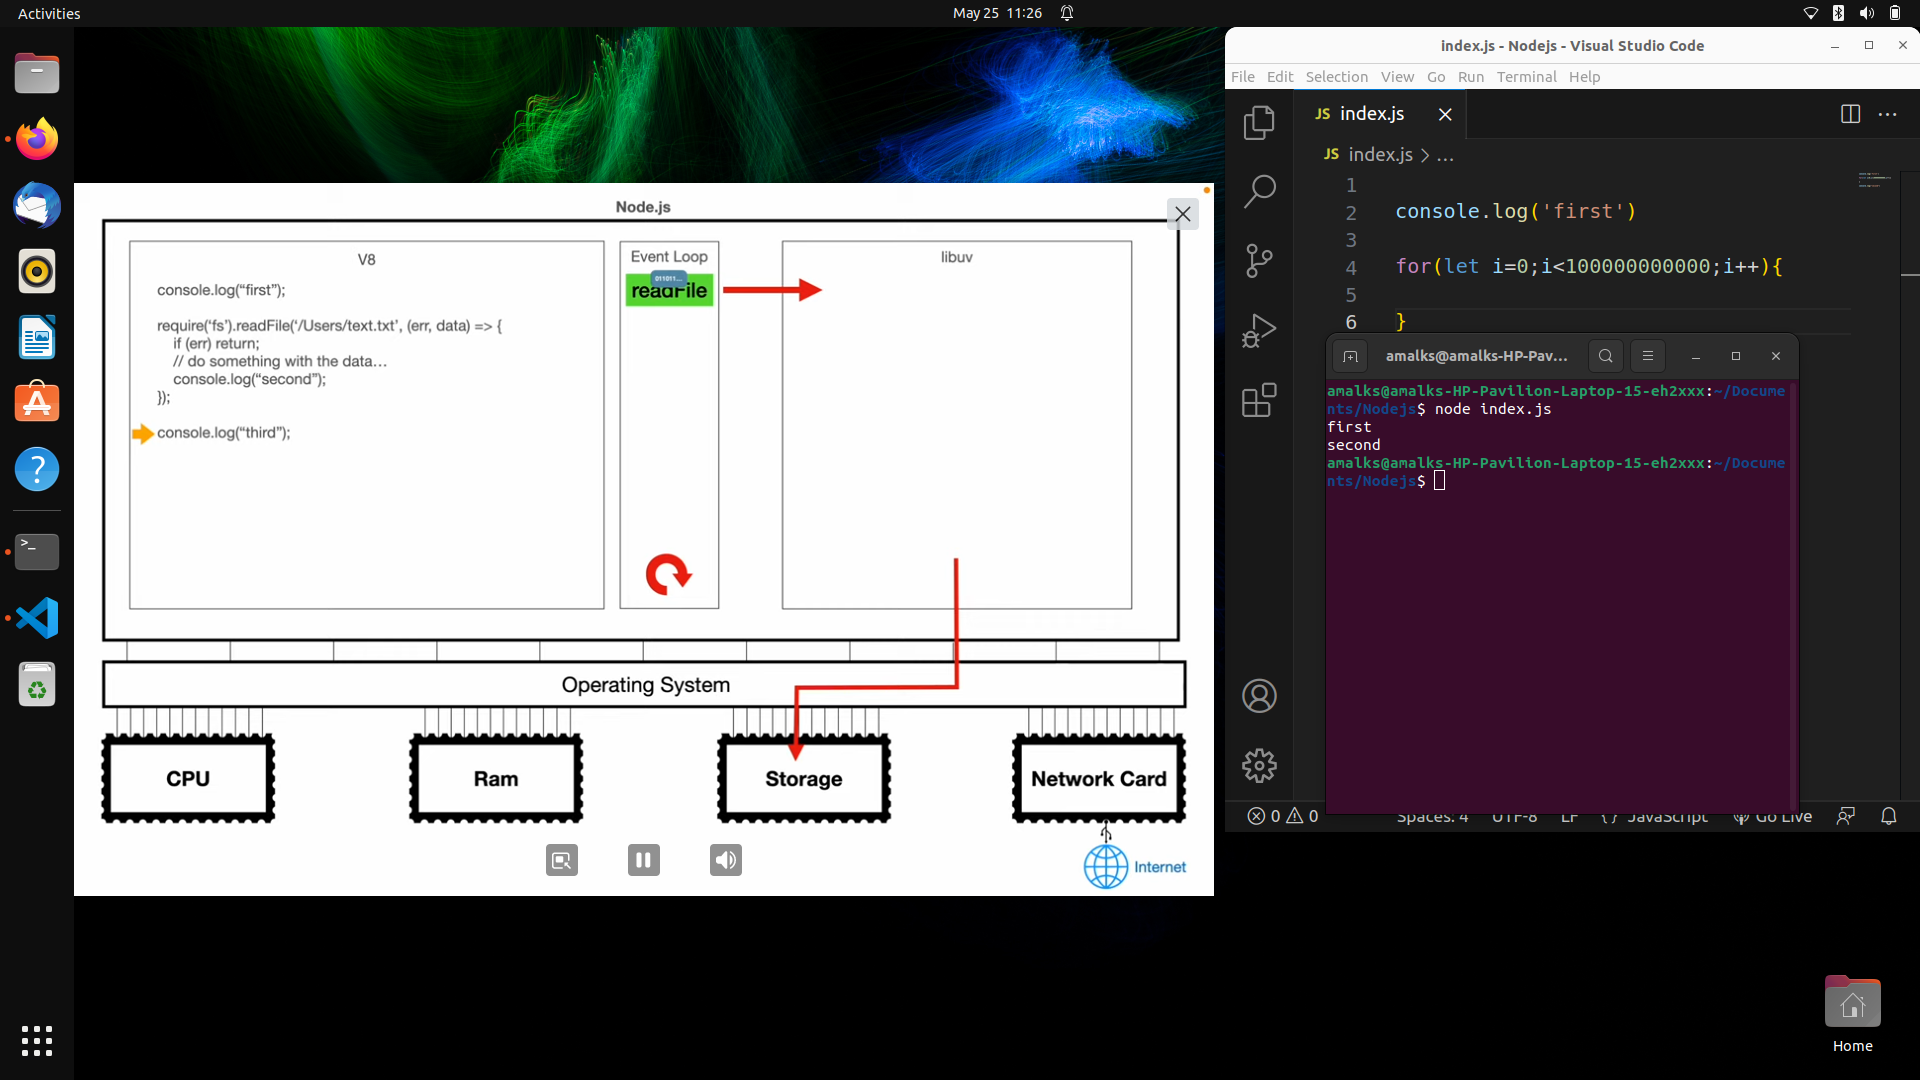 Activities
May 25 11:26
Node.js
V8
console.log(“first”);
require(‘fs’).readFile(‘/Users/text.txt’, (err, data) => {
if (err) return;
// do something with the data…
console.log(“second”);
});
console.log(“third”);
Event Loop
011011...
readFile
libuv
Operating System
CPU
Ram
Storage
Network Card
Internet
index.js - Nodejs - Visual Studio Code
File Edit Selection View Go Run Terminal Help
JS index.js
JS index.js > ...
1
2 console.log('first')
3
4 for(let i=0;i<100000000000;i++){
5
6 }
amalks@amalks-HP-Pav...
amalks@amalks-HP-Pavilion-Laptop-15-eh2xxx:~/Docume
nts/Nodejs$ node index.js
first
second
amalks@amalks-HP-Pavilion-Laptop-15-eh2xxx:~/Docume
nts/Nodejs$
0 0 Spaces: 4 UTF-8 LF {} JavaScript Go Live
Home